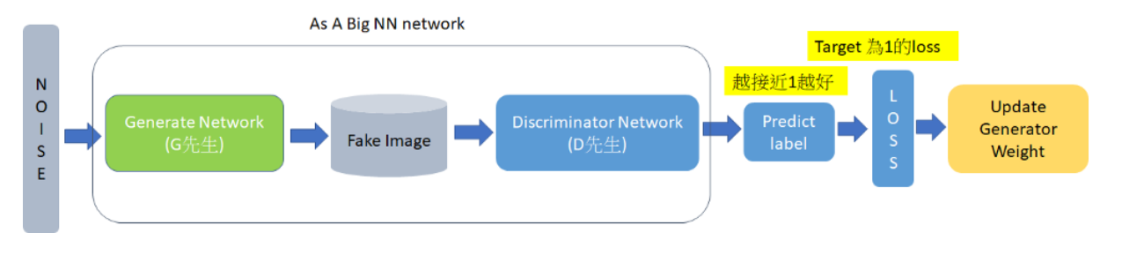 As A Big NN network
Target 為1的loss
越接近1越好
N
O
I
S
E
Generate Network
(G先生)
Fake Image
Discriminator Network
(D先生)
Predict
label
L
O
S
S
Update
Generator
Weight